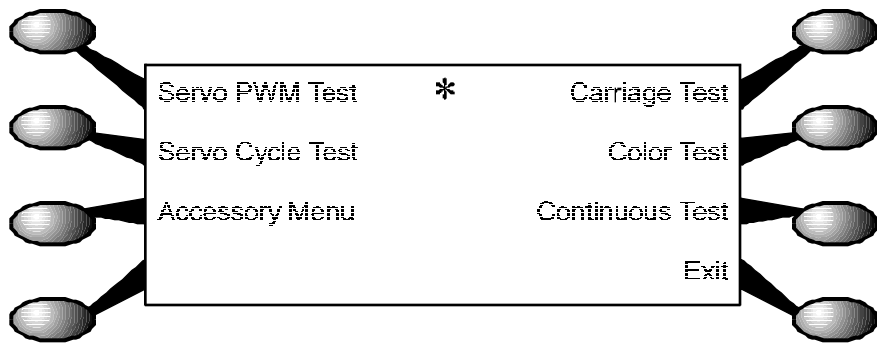 Servo PWM Test * Carriage Test
Servo Cycle Test Color Test
Accessory Menu Continuous Test
Exit